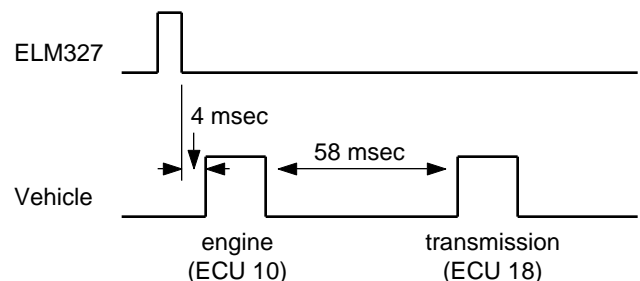 ELM327
4 msec
58 msec
Vehicle
engine
(ECU 10)
transmission
(ECU 18)